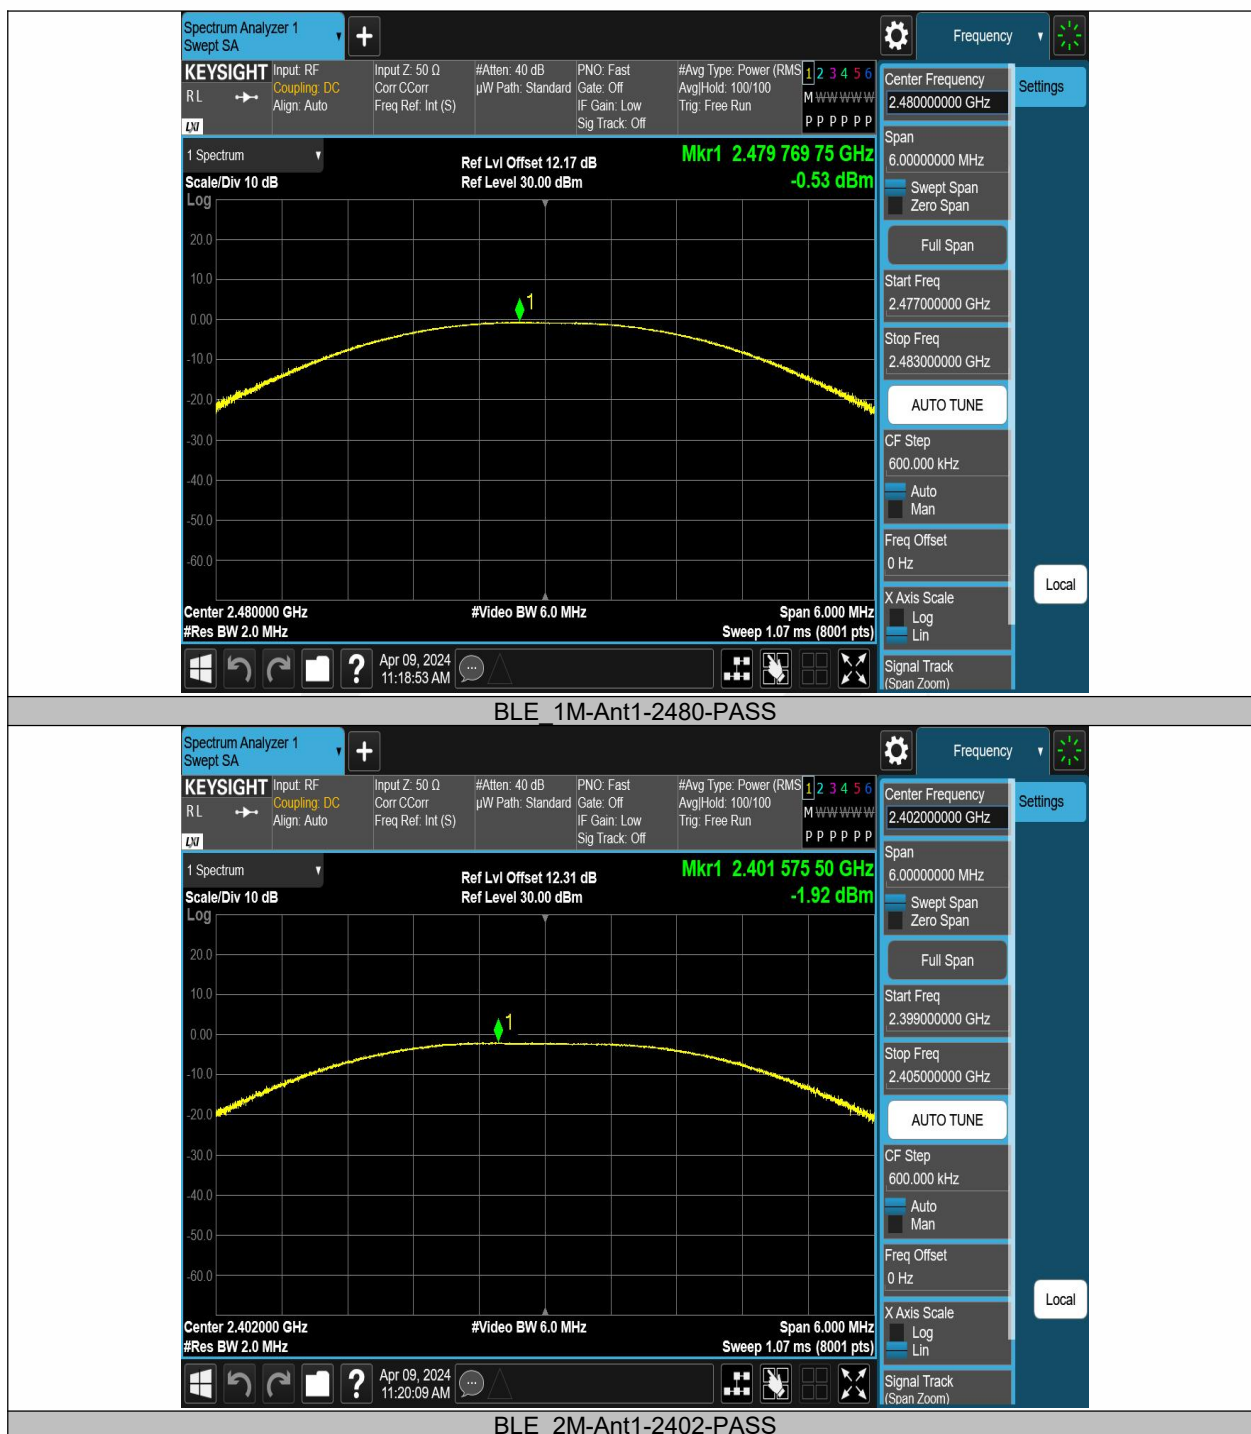 Spectrum Analyzer 1
Swept SA
+
Frequency
KEYSIGHT
RL
LXI
Input: RF
Coupling: DC
Align: Auto
Input Z: 50 Ω
Corr CCorr
Freq Ref: Int (S)
#Atten: 40 dB
µW Path: Standard
PNO: Fast
Gate: Off
IF Gain: Low
Sig Track: Off
#Avg Type: Power (RMS
Avg|Hold: 100/100
Trig: Free Run
1 2 3 4 5 6
M W W W W W
P P P P P P
Center Frequency
2.480000000 GHz
Settings
1 Spectrum
Scale/Div 10 dB
Log
Ref Lvl Offset 12.17 dB
Ref Level 30.00 dBm
Mkr1 2.479 769 75 GHz
-0.53 dBm
20.0
10.0
0.00
-10.0
-20.0
-30.0
-40.0
-50.0
-60.0
1
Center 2.480000 GHz
#Res BW 2.0 MHz
#Video BW 6.0 MHz
Span 6.000 MHz
Sweep 1.07 ms (8001 pts)
Span
6.00000000 MHz
Swept Span
Zero Span
Full Span
Start Freq
2.477000000 GHz
Stop Freq
2.483000000 GHz
AUTO TUNE
CF Step
600.000 kHz
Auto
Man
Freq Offset
0 Hz
X Axis Scale
Log
Lin
Signal Track
(Span Zoom)
Local
?
Apr 09, 2024
11:18:53 AM
BLE_1M-Ant1-2480-PASS
Spectrum Analyzer 1
Swept SA
+
Frequency
KEYSIGHT
RL
LXI
Input: RF
Coupling: DC
Align: Auto
Input Z: 50 Ω
Corr CCorr
Freq Ref: Int (S)
#Atten: 40 dB
µW Path: Standard
PNO: Fast
Gate: Off
IF Gain: Low
Sig Track: Off
#Avg Type: Power (RMS
Avg|Hold: 100/100
Trig: Free Run
1 2 3 4 5 6
M W W W W W
P P P P P P
Center Frequency
2.402000000 GHz
Settings
1 Spectrum
Scale/Div 10 dB
Log
Ref Lvl Offset 12.31 dB
Ref Level 30.00 dBm
Mkr1 2.401 575 50 GHz
-1.92 dBm
20.0
10.0
0.00
-10.0
-20.0
-30.0
-40.0
-50.0
-60.0
1
Center 2.402000 GHz
#Res BW 2.0 MHz
#Video BW 6.0 MHz
Span 6.000 MHz
Sweep 1.07 ms (8001 pts)
Span
6.00000000 MHz
Swept Span
Zero Span
Full Span
Start Freq
2.399000000 GHz
Stop Freq
2.405000000 GHz
AUTO TUNE
CF Step
600.000 kHz
Auto
Man
Freq Offset
0 Hz
X Axis Scale
Log
Lin
Signal Track
(Span Zoom)
Local
?
Apr 09, 2024
11:20:09 AM
BLE_2M-Ant1-2402-PASS